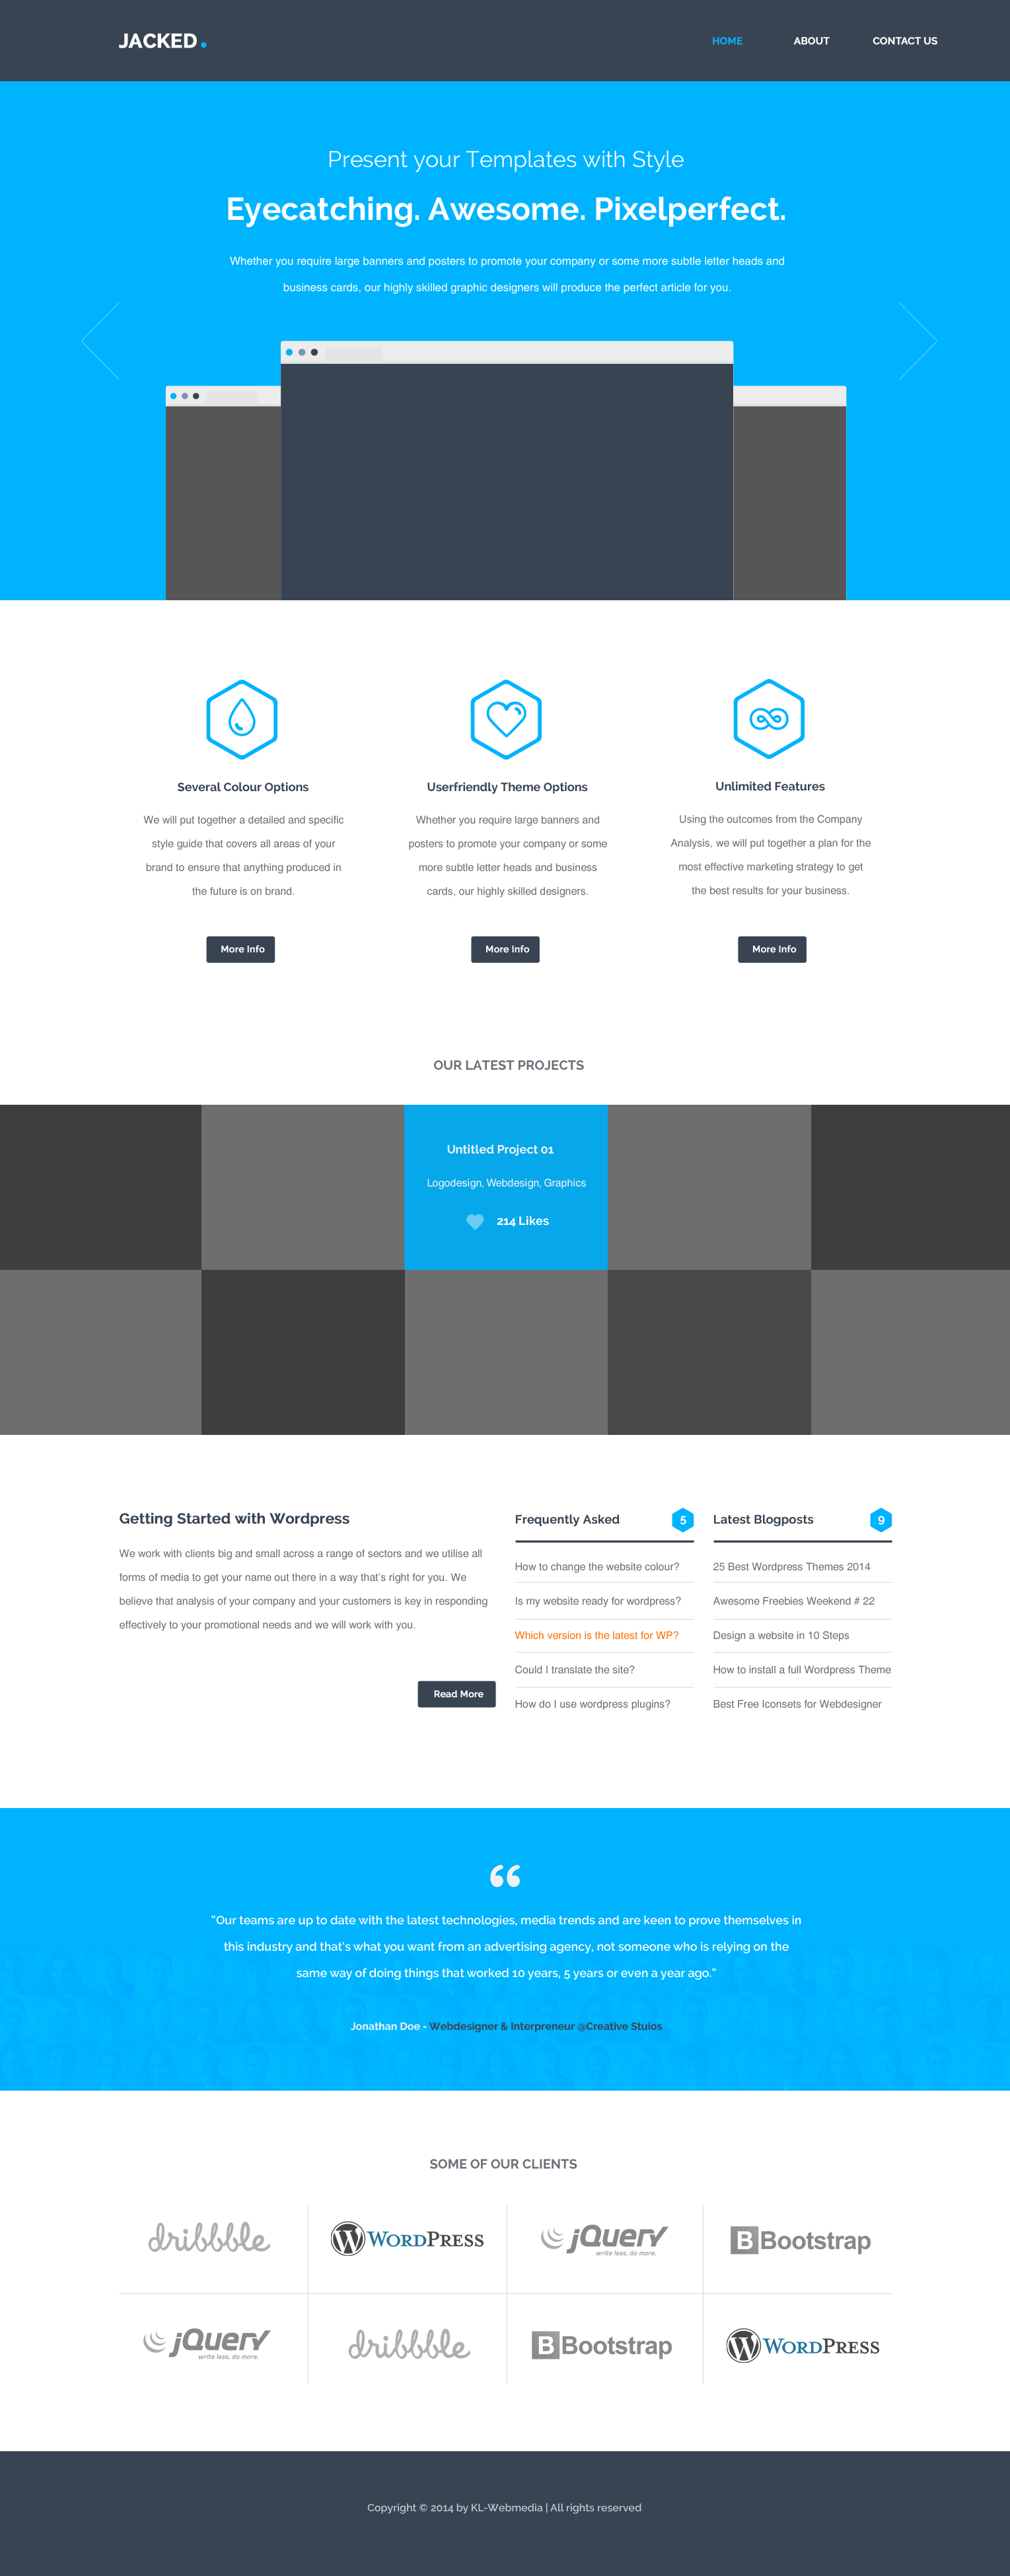 JACKED.
HOME ABOUT CONTACT US
Present your Templates with Style
Eyecatching. Awesome. Pixelperfect.
Whether you require large banners and posters to promote your company or some more subtle letter heads and
business cards, our highly skilled graphic designers will produce the perfect article for you.
Several Colour Options
We will put together a detailed and specific
style guide that covers all areas of your
brand to ensure that anything produced in
the future is on brand.
More Info
Userfriendly Theme Options
Whether you require large banners and
posters to promote your company or some
more subtle letter heads and business
cards, our highly skilled designers.
More Info
Unlimited Features
Using the outcomes from the Company
Analysis, we will put together a plan for the
most effective marketing strategy to get
the best results for your business.
More Info
OUR LATEST PROJECTS
Untitled Project 01
Logodesign, Webdesign, Graphics
214 Likes
Getting Started with Wordpress
We work with clients big and small across a range of sectors and we utilise all
forms of media to get your name out there in a way that's right for you. We
believe that analysis of your company and your customers is key in responding
effectively to your promotional needs and we will work with you.
Read More
Frequently Asked 5
How to change the website colour?
Is my website ready for wordpress?
Which version is the latest for WP?
Could I translate the site?
How do I use wordpress plugins?
Latest Blogposts 9
25 Best Wordpress Themes 2014
Awesome Freebies Weekend # 22
Design a website in 10 Steps
How to install a full Wordpress Theme
Best Free Iconsets for Webdesigner
“
"Our teams are up to date with the latest technologies, media trends and are keen to prove themselves in
this industry and that's what you want from an advertising agency, not someone who is relying on the
same way of doing things that worked 10 years, 5 years or even a year ago."
Jonathan Doe - Webdesigner & Interpreneur @Creative Stuios
SOME OF OUR CLIENTS
dribbble
W WORDPRESS
jQuery
write less, do more.
B Bootstrap
jQuery
write less, do more.
dribbble
B Bootstrap
W WORDPRESS
Copyright © 2014 by KL-Webmedia | All rights reserved